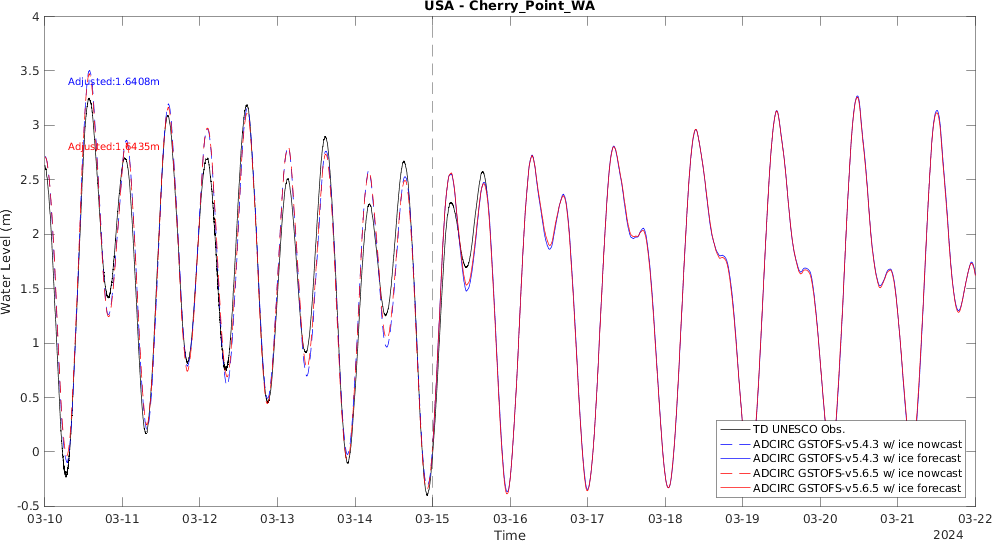 USA - Cherry_Point_WA
4
3.5
3
2.5
2
1.5
1
0.5
0
-0.5
Water Level (m)
Adjusted:1.6408m
Adjusted:1.6435m
TD UNESCO Obs.
ADCIRC GSTOFS-v5.4.3 w/ ice nowcast
ADCIRC GSTOFS-v5.4.3 w/ ice forecast
ADCIRC GSTOFS-v5.6.5 w/ ice nowcast
ADCIRC GSTOFS-v5.6.5 w/ ice forecast
03-10 03-11 03-12 03-13 03-14 03-15 03-16 03-17 03-18 03-19 03-20 03-21 03-22
Time
2024